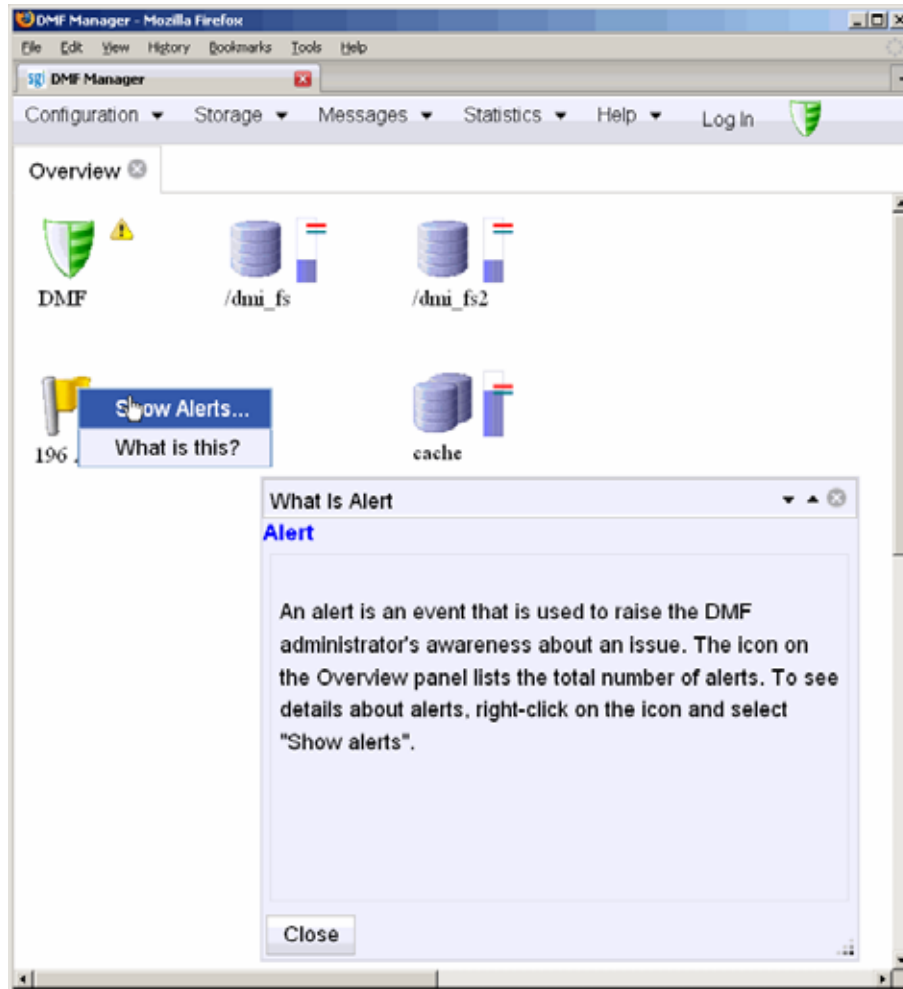 DMF Manager - Mozilla Firefox
File Edit View History Bookmarks Tools Help
sgi DMF Manager
Configuration Storage Messages Statistics Help Log In
Overview
DMF /dmi_fs /dmi_fs2
Show Alerts...
What is this?
196
cache
What Is Alert
Alert
An alert is an event that is used to raise the DMF
administrator's awareness about an issue. The icon on
the Overview panel lists the total number of alerts. To see
details about alerts, right-click on the icon and select
"Show alerts".
Close